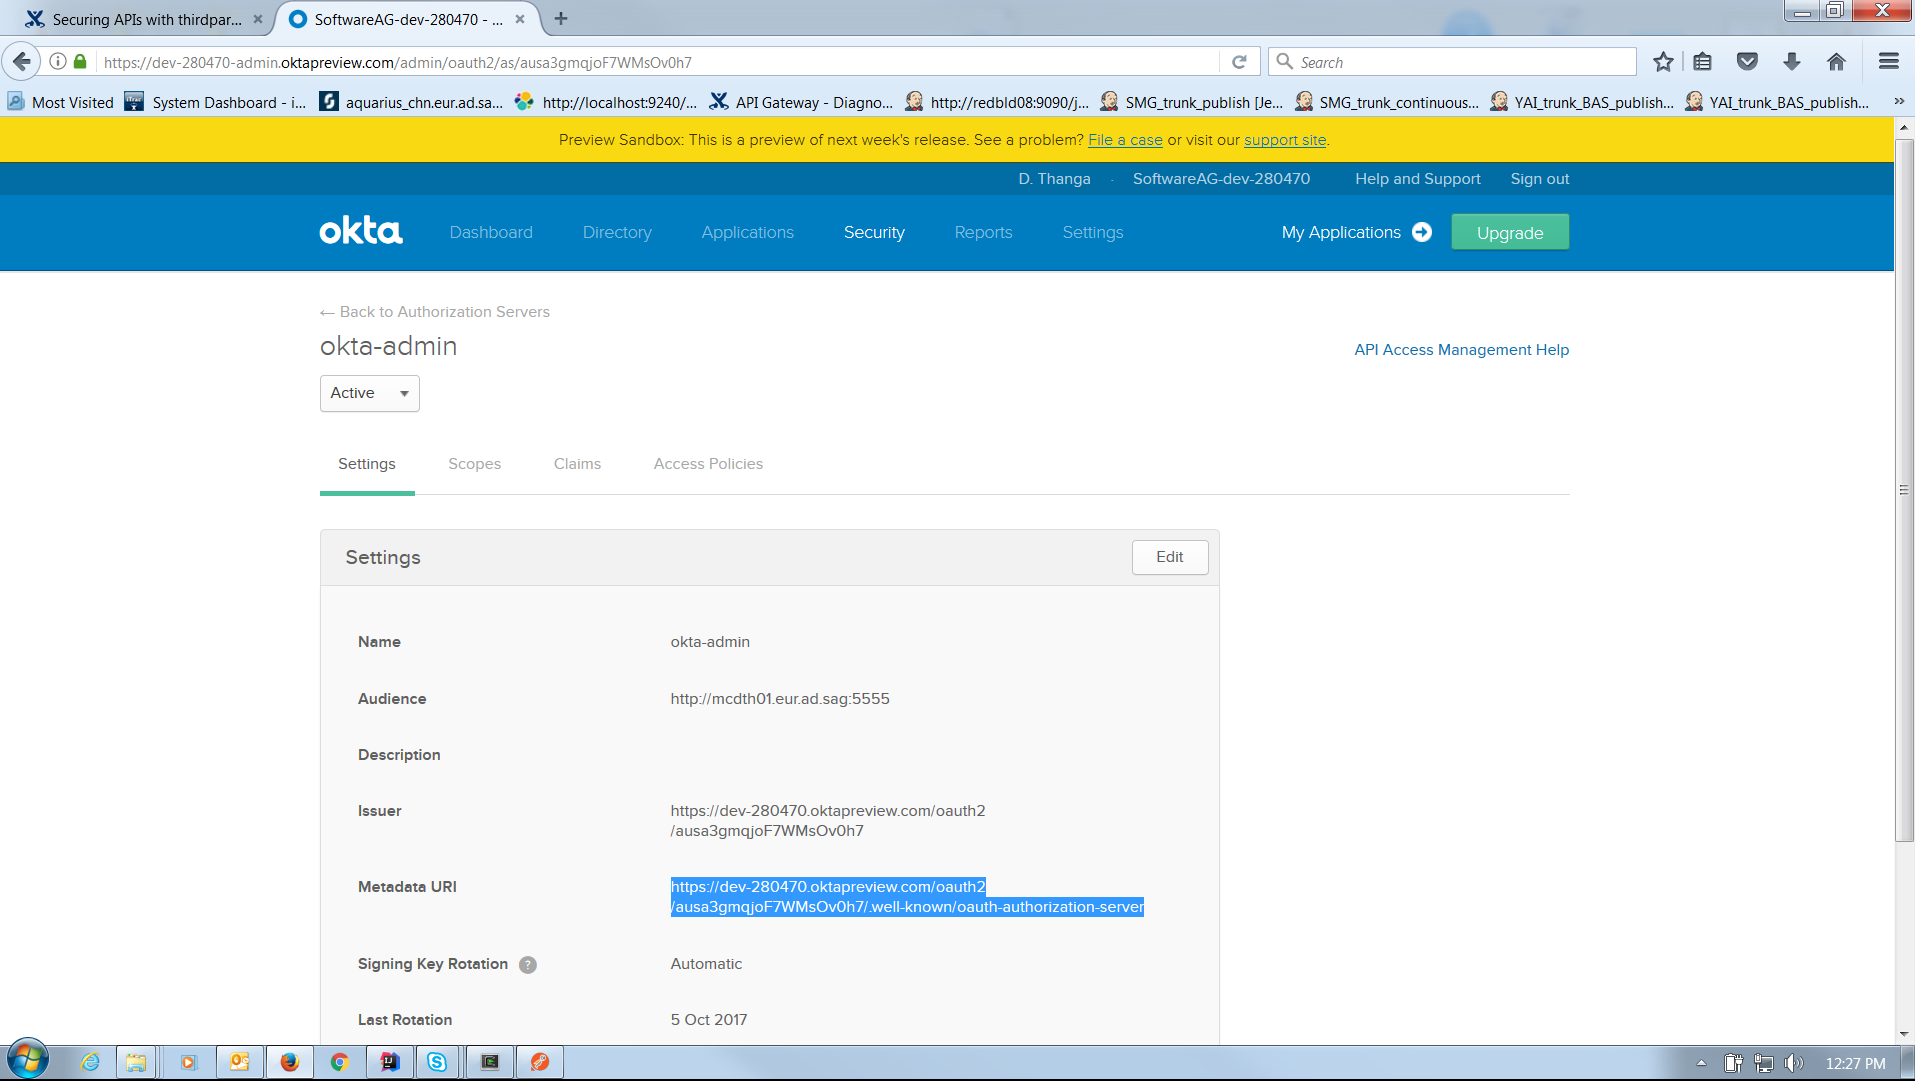 Securing APIs with thirdpar...
SoftwareAG-dev-280470 - ...
https://dev-280470-admin.oktapreview.com/admin/oauth2/as/ausa3gmqjoF7WMsOv0h7
Search
Most Visited
System Dashboard - i...
aquarius_chn.eur.ad.sa...
http://localhost:9240/...
API Gateway - Diagno...
http://redbld08:9090/j...
SMG_trunk_publish [Je...
SMG_trunk_continuous...
YAI_trunk_BAS_publish...
YAI_trunk_BAS_publish...
Preview Sandbox: This is a preview of next week's release. See a problem? File a case or visit our support site.
D. Thanga · SoftwareAG-dev-280470 Help and Support Sign out
okta Dashboard Directory Applications Security Reports Settings My Applications Upgrade
← Back to Authorization Servers
okta-admin
API Access Management Help
Active
Settings Scopes Claims Access Policies
Settings
Edit
Name okta-admin
Audience http://mcdth01.eur.ad.sag:5555
Description
Issuer https://dev-280470.oktapreview.com/oauth2
/ausa3gmqjoF7WMsOv0h7
Metadata URI https://dev-280470.oktapreview.com/oauth2
/ausa3gmqjoF7WMsOv0h7/.well-known/oauth-authorization-server
Signing Key Rotation ? Automatic
Last Rotation 5 Oct 2017
12:27 PM